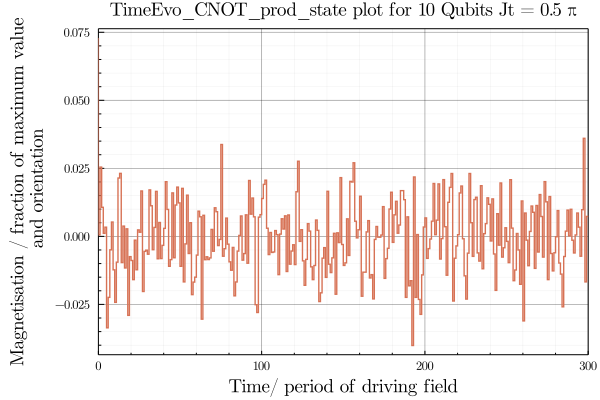 TimeEvo_CNOT_prod_state plot for 10 Qubits Jt = 0.5 π
Magnetisation / fraction of maximum value
and orientation
0.075
0.050
0.025
0.000
−0.025
0
100
200
300
Time/ period of driving field